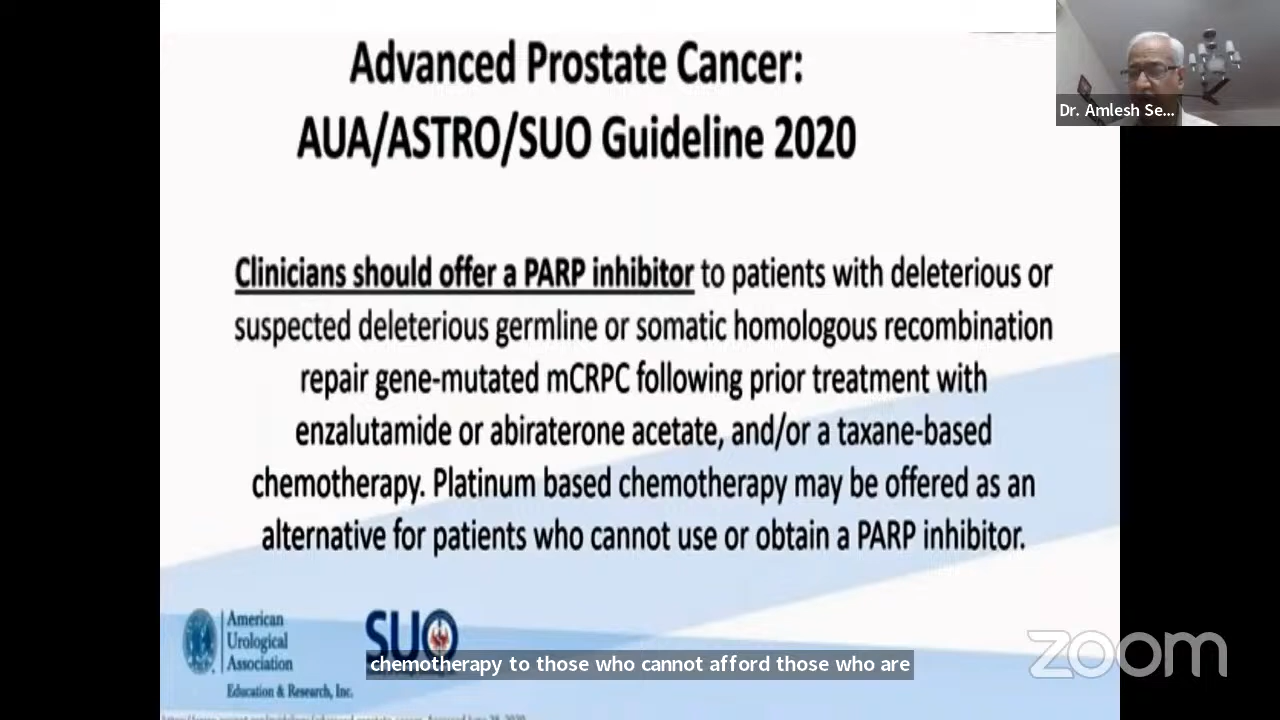 Advanced Prostate Cancer:
AUA/ASTRO/SUO Guideline 2020
Dr. Amlesh Se...
Clinicians should offer a PARP inhibitor to patients with deleterious or
suspected deleterious germline or somatic homologous recombination
repair gene-mutated mCRPC following prior treatment with
enzalutamide or abiraterone acetate, and/or a taxane-based
chemotherapy. Platinum based chemotherapy may be offered as an
alternative for patients who cannot use or obtain a PARP inhibitor.
American
Urological
Association
Education & Research, Inc.
SUO
chemotherapy to those who cannot afford those who are
zoom